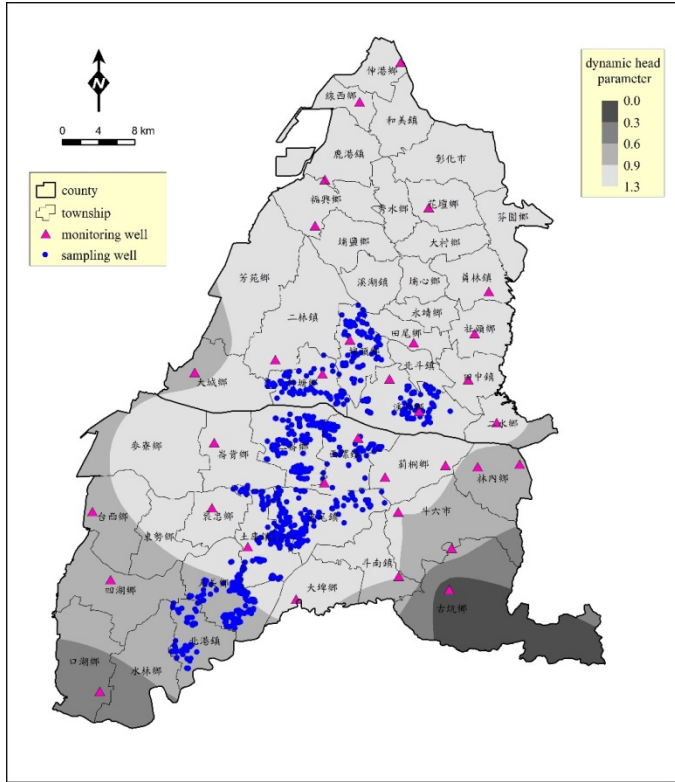 N
0 4 8 km
county
township
monitoring well
sampling well
dynamic head
parameter
0.0
0.3
0.6
0.9
1.3
伸港鄉
線西鄉
和美鎮
鹿港鎮
彰化市
福興鄉
秀水鄉
花壇鄉
芬園鄉
埔鹽鄉
大村鄉
芳苑鄉
溪湖鎮
埔心鄉
員林鎮
二林鎮
永靖鄉
田尾鄉
社頭鄉
北斗鎮
田中鎮
大城鄉
二水鄉
麥寮鄉
崙背鄉
莿桐鄉
林內鄉
台西鄉
東勢鄉
褒忠鄉
斗六市
斗南鎮
四湖鄉
大埤鄉
古坑鄉
北港鎮
口湖鄉
水林鄉